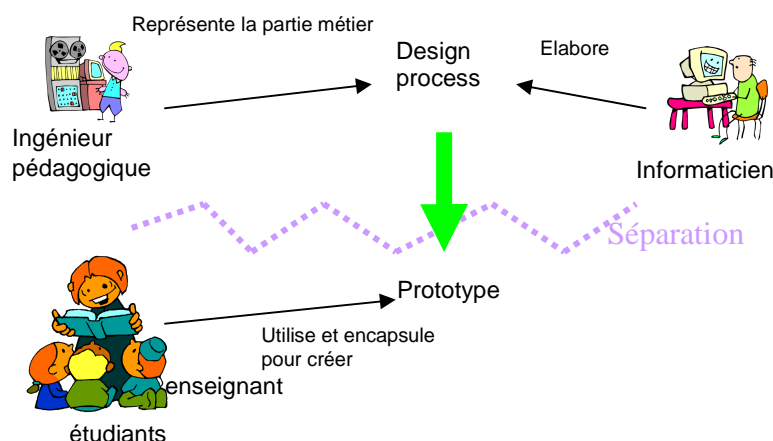 Représente la partie métier
Design
process
Elabore
Ingénieur
pédagogique
Informaticien
Séparation
Prototype
Utilise et encapsule
pour créer
enseignant
étudiants